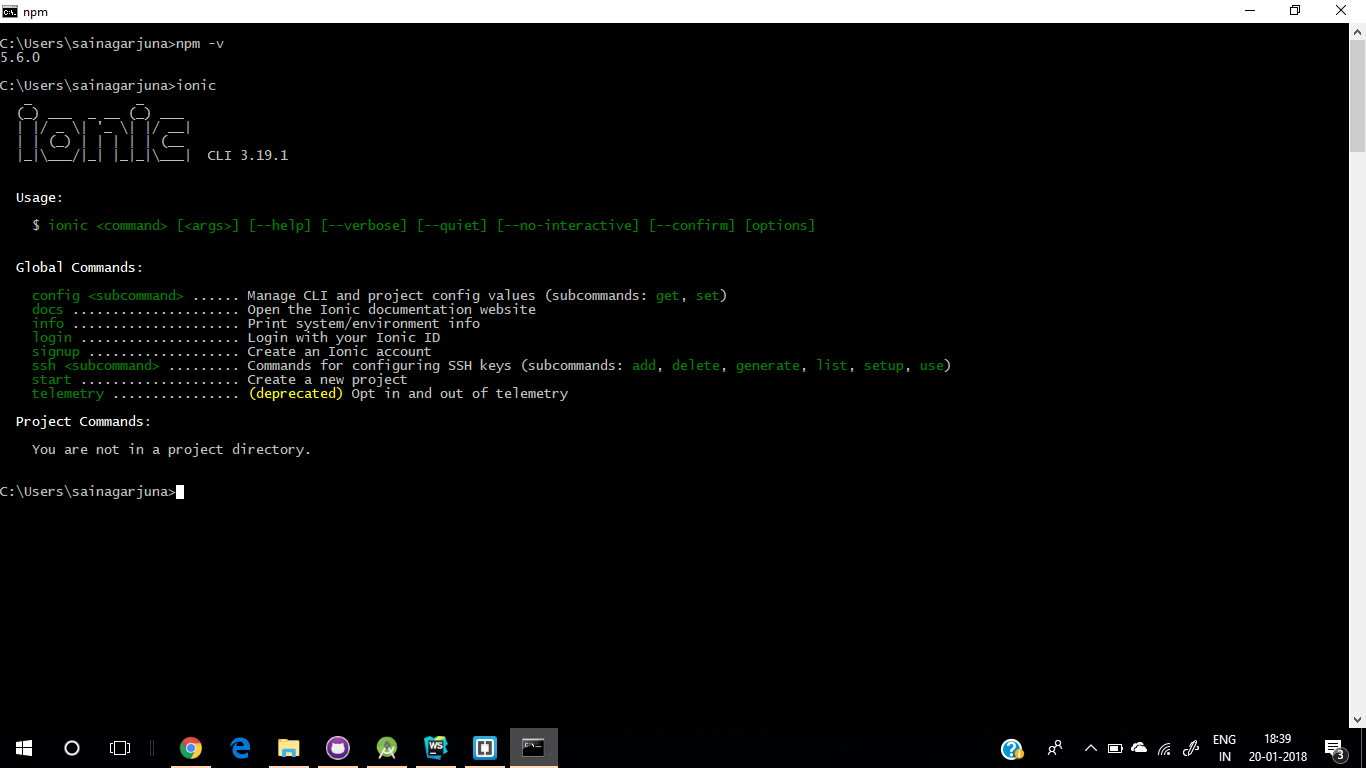 npm
C:\Users\sainagarjuna>npm -v
5.6.0
C:\Users\sainagarjuna>ionic
ionic CLI 3.19.1
Usage:
$ ionic <command> [<args>] [--help] [--verbose] [--quiet] [--no-interactive] [--confirm] [options]
Global Commands:
config <subcommand> ...... Manage CLI and project config values (subcommands: get, set)
docs ..................... Open the Ionic documentation website
info ..................... Print system/environment info
login .................... Login with your Ionic ID
signup ................... Create an Ionic account
ssh <subcommand> ......... Commands for configuring SSH keys (subcommands: add, delete, generate, list, setup, use)
start .................... Create a new project
telemetry ................ (deprecated) Opt in and out of telemetry
Project Commands:
You are not in a project directory.
C:\Users\sainagarjuna>
WS
ENG
IN
18:39
20-01-2018
3